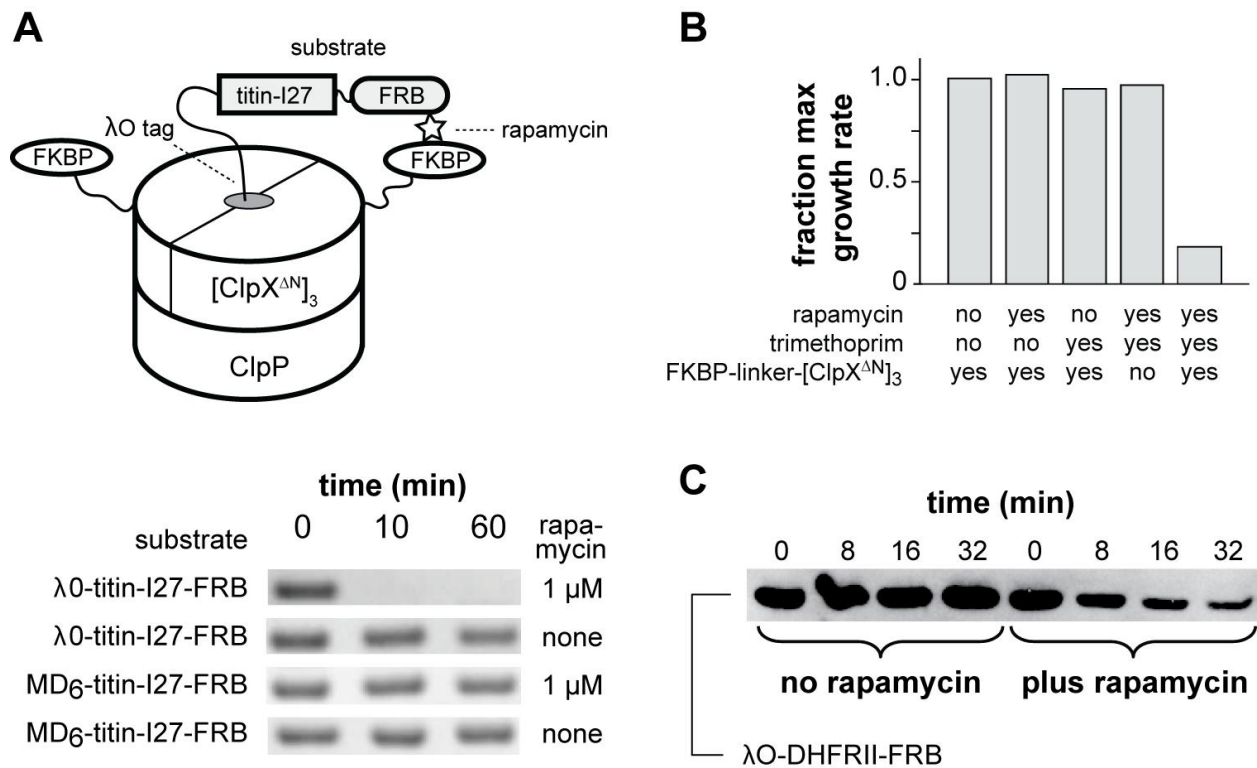 A
substrate
titin-I27
FRB
λO tag
rapamycin
FKBP
FKBP
[ClpX^ΔN]₃
ClpP
time (min)
substrate 0 10 60 rapa-
mycin
λ0-titin-I27-FRB 1 μM
λ0-titin-I27-FRB none
MD₆-titin-I27-FRB 1 μM
MD₆-titin-I27-FRB none
B
fraction max
growth rate
1.0
0.5
0
rapamycin no yes no yes yes
trimethoprim no no yes yes yes
FKBP-linker-[ClpX^ΔN]₃ yes yes yes no yes
C
time (min)
0 8 16 32 0 8 16 32
no rapamycin plus rapamycin
λO-DHFRII-FRB